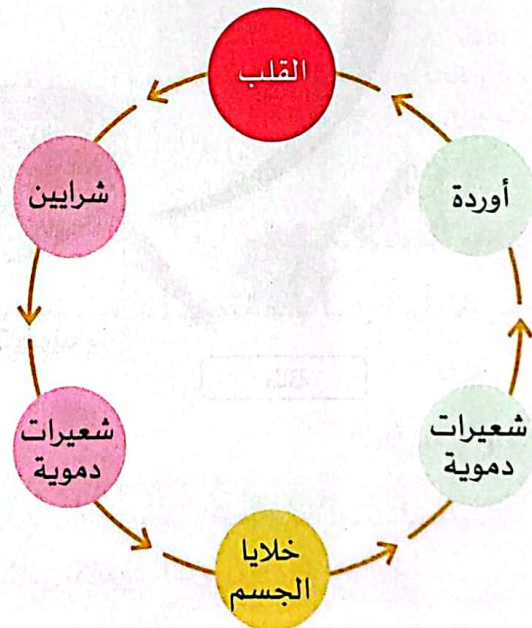 القلب
شرايين
أوردة
شعيرات
دموية
شعيرات
دموية
خلايا
الجسم